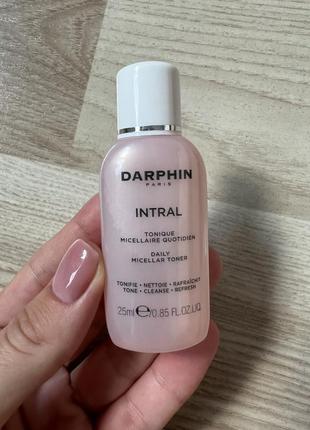 DARPHIN
PARIS
INTRAL
TONIQUE
MICELLAIRE QUOTIDIEN
DAILY
MICELLAR TONER
TONIFIE • NETTOIE • RAFRAÎCHIT
TONE • CLEANSE • REFRESH
25ml ℮/0.85 FL.OZ.LIQ.